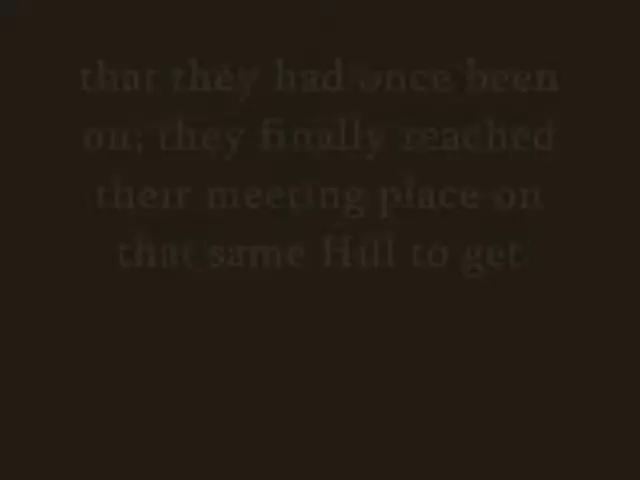 that they had once been
on; they finally reached
their meeting place on
that same Hill to get